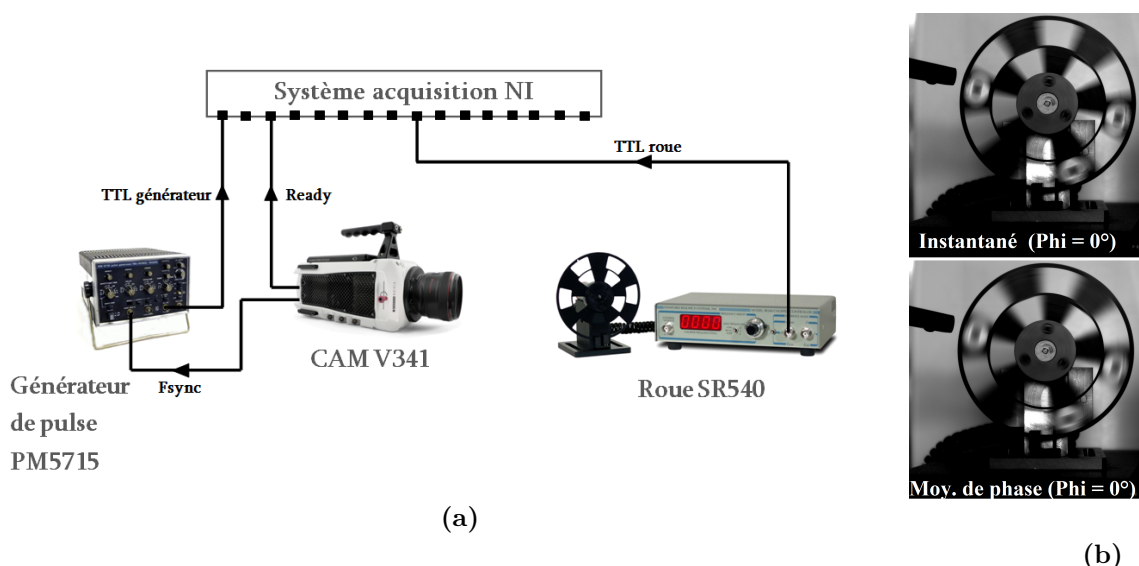 Système acquisition NI
TTL roue
TTL générateur
Ready
CAM V341
Fsync
Générateur
de pulse
PM5715
Roue SR540
(a)
Instantané (Phi = 0°)
Moy. de phase (Phi = 0°)
(b)